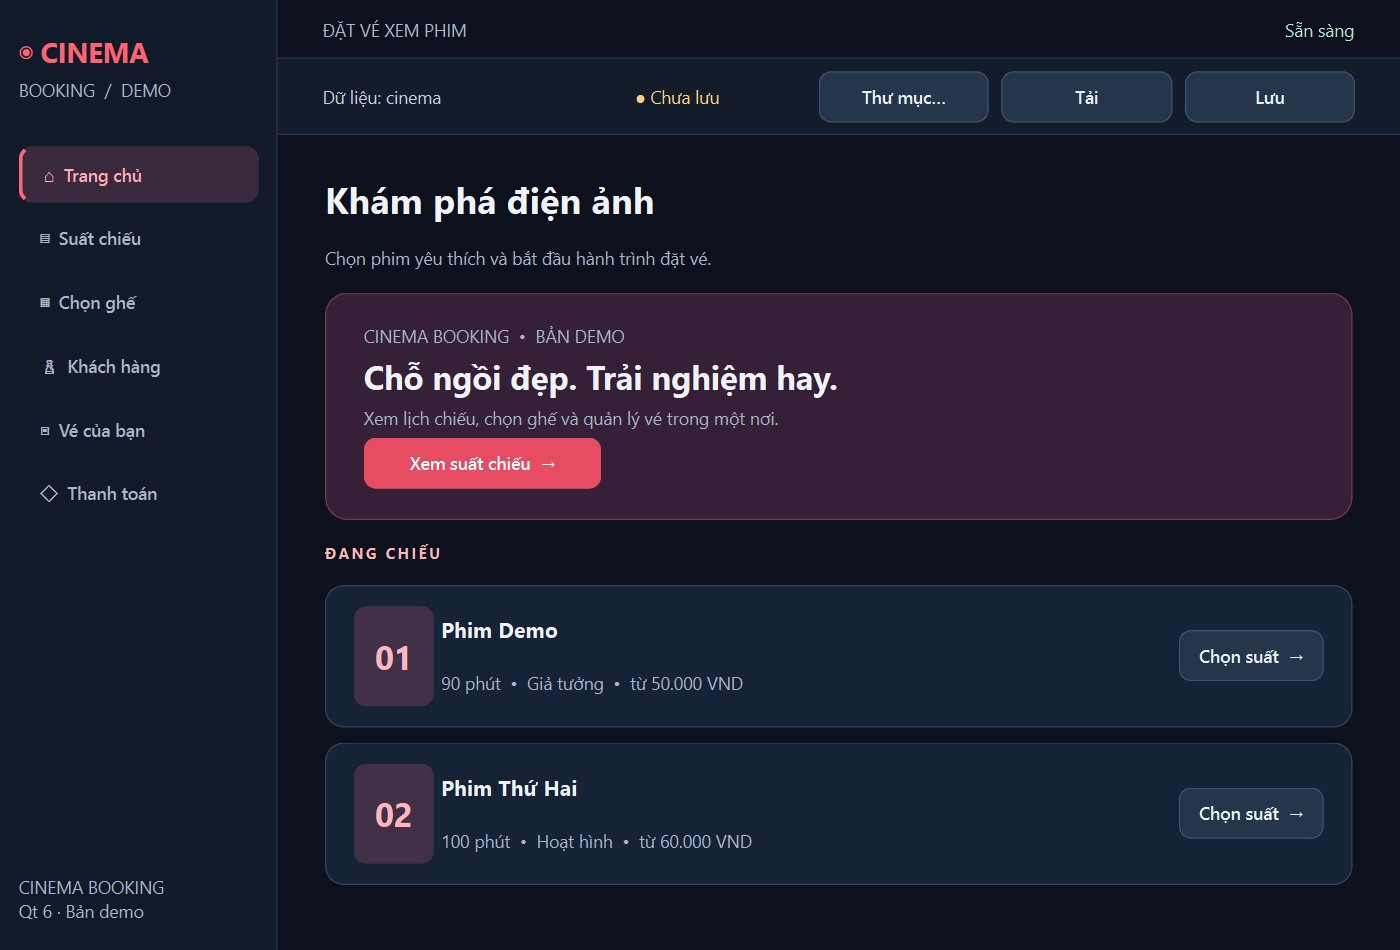 CINEMA
BOOKING / DEMO
Trang chủ
Suất chiếu
Chọn ghế
Khách hàng
Vé của bạn
Thanh toán
CINEMA BOOKING
Qt 6 · Bản demo
ĐẶT VÉ XEM PHIM
Sẵn sàng
Dữ liệu: cinema
● Chưa lưu
Thư mục...
Tải
Lưu
Khám phá điện ảnh
Chọn phim yêu thích và bắt đầu hành trình đặt vé.
CINEMA BOOKING • BẢN DEMO
Chỗ ngồi đẹp. Trải nghiệm hay.
Xem lịch chiếu, chọn ghế và quản lý vé trong một nơi.
Xem suất chiếu →
ĐANG CHIẾU
01
Phim Demo
90 phút • Giả tưởng • từ 50.000 VND
Chọn suất →
02
Phim Thứ Hai
100 phút • Hoạt hình • từ 60.000 VND
Chọn suất →